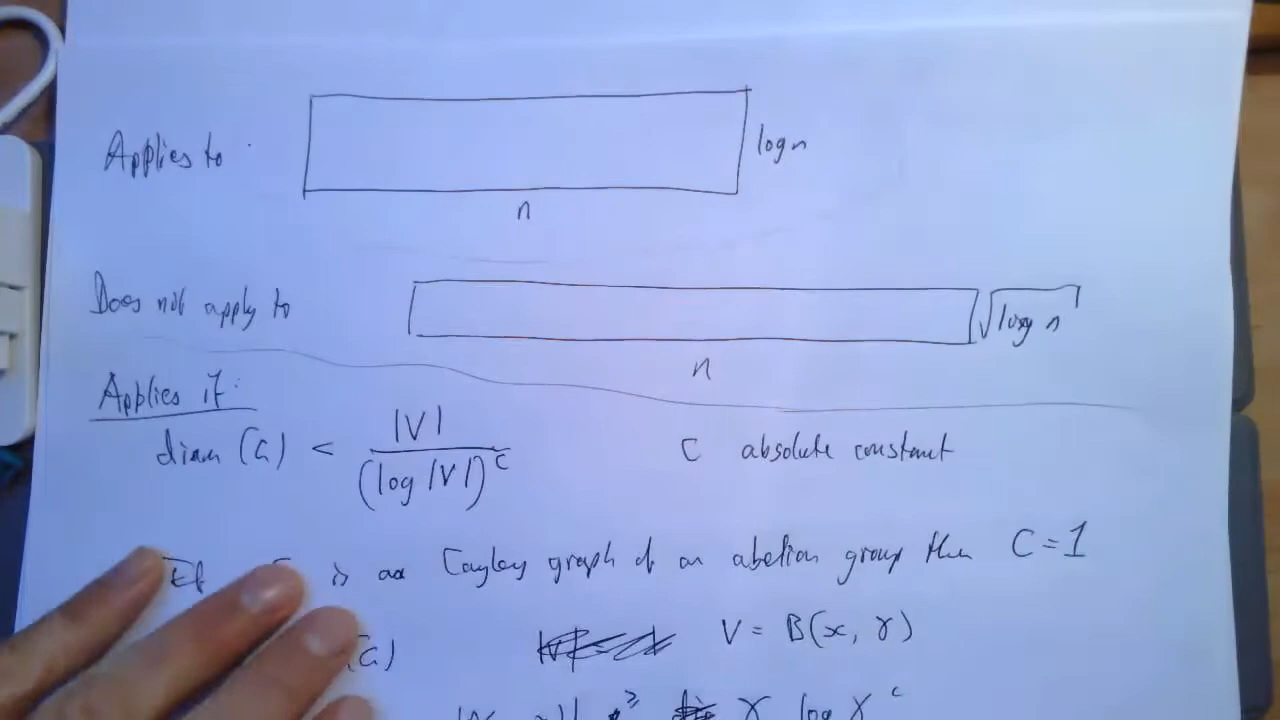 Applies to: log n
n
Does not apply to √log n
n
Applies if:
diam (G) < |V| / (log |V|)^C C absolute constant
If G is a Cayley graph of an abelian group then C=1
(G) V = B(x, γ)
≥ γ log γ^c